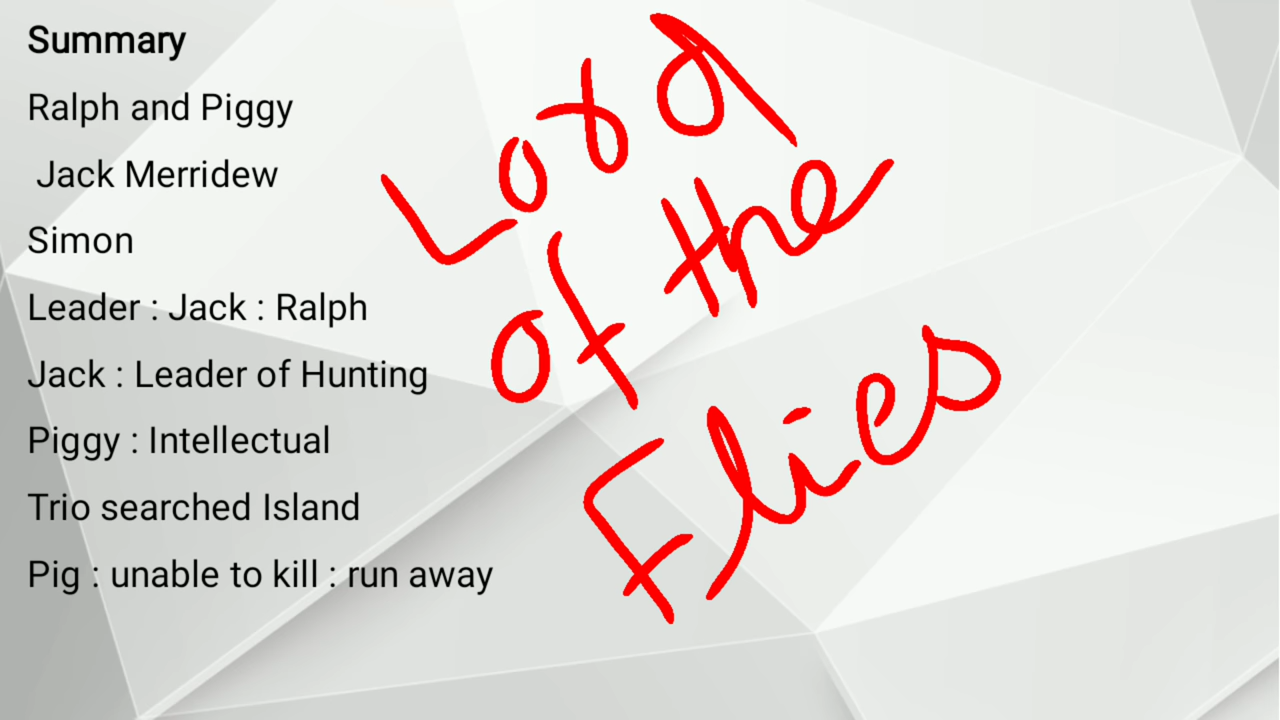 Summary
Ralph and Piggy
Jack Merridew
Simon
Leader : Jack : Ralph
Jack : Leader of Hunting
Piggy : Intellectual
Trio searched Island
Pig : unable to kill : run away
Lord
of the
Flies